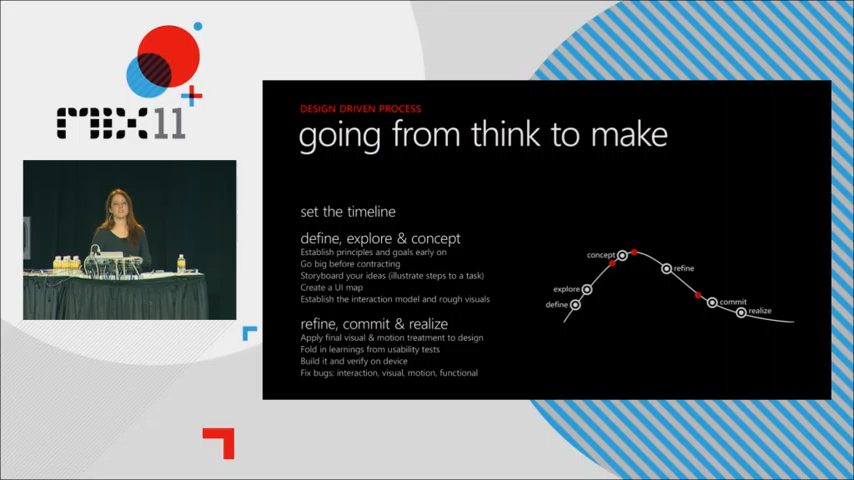 MIX11
DESIGN DRIVEN PROCESS
going from think to make
set the timeline
define, explore & concept
Establish principles and goals early on
Go big before contracting
Storyboard your ideas (illustrate steps to a task)
Create a UI map
Establish the interaction model and rough visuals
refine, commit & realize
Apply final visual & motion treatment to design
Fold in learnings from usability tests
Build it and verify on device
Fix bugs: interaction, visual, motion, functional
concept
refine
explore
define
commit
realize